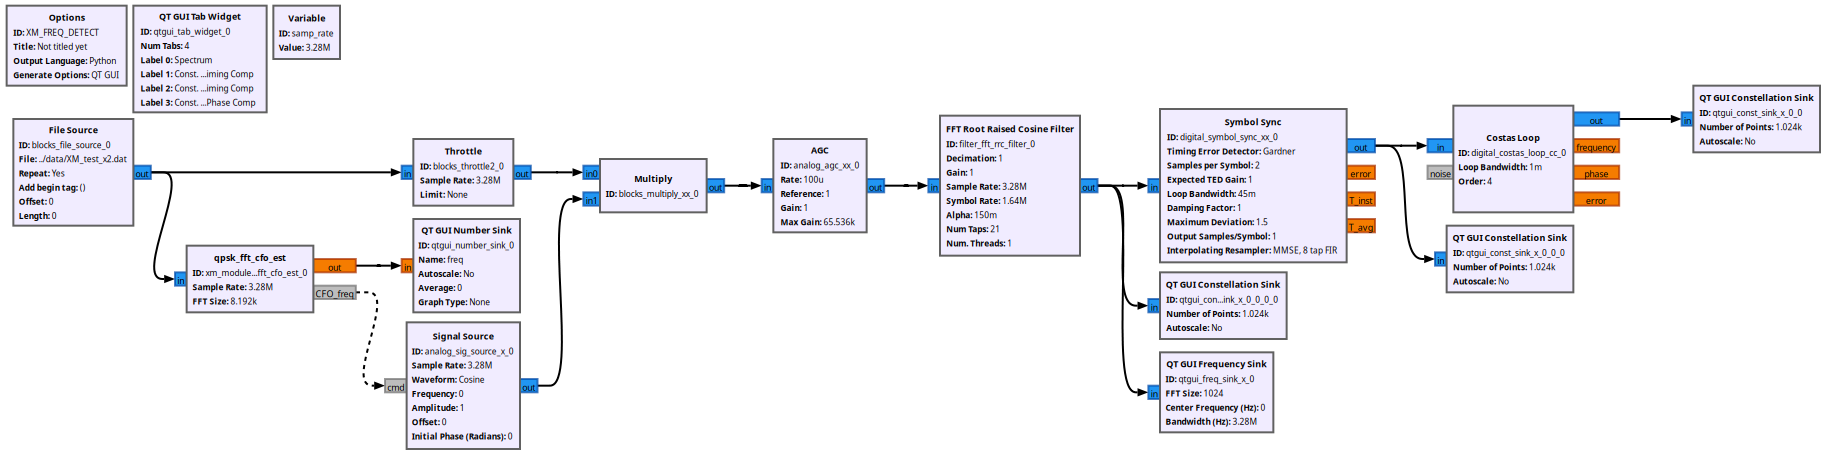 Options
ID: XM_FREQ_DETECT
Title: Not titled yet
Output Language: Python
Generate Options: QT GUI
QT GUI Tab Widget
ID: qtgui_tab_widget_0
Num Tabs: 4
Label 0: Spectrum
Label 1: Const. ...iming Comp
Label 2: Const. ...iming Comp
Label 3: Const. ...Phase Comp
Variable
ID: samp_rate
Value: 3.28M
File Source
ID: blocks_file_source_0
File: ../data/XM_test_x2.dat
Repeat: Yes
Add begin tag: ()
Offset: 0
Length: 0
out
in
qpsk_fft_cfo_est
ID: xm_module...fft_cfo_est_0
Sample Rate: 3.28M
FFT Size: 8.192k
out
CFO_freq
in
Throttle
ID: blocks_throttle2_0
Sample Rate: 3.28M
Limit: None
out
in
QT GUI Number Sink
ID: qtgui_number_sink_0
Name: freq
Autoscale: No
Average: 0
Graph Type: None
cmd
Signal Source
ID: analog_sig_source_x_0
Sample Rate: 3.28M
Waveform: Cosine
Frequency: 0
Amplitude: 1
Offset: 0
Initial Phase (Radians): 0
out
in0
in1
Multiply
ID: blocks_multiply_xx_0
out
in
AGC
ID: analog_agc_xx_0
Rate: 100u
Reference: 1
Gain: 1
Max Gain: 65.536k
out
in
FFT Root Raised Cosine Filter
ID: filter_fft_rrc_filter_0
Decimation: 1
Gain: 1
Sample Rate: 3.28M
Symbol Rate: 1.64M
Alpha: 150m
Num Taps: 21
Num. Threads: 1
out
in
Symbol Sync
ID: digital_symbol_sync_xx_0
Timing Error Detector: Gardner
Samples per Symbol: 2
Expected TED Gain: 1
Loop Bandwidth: 45m
Damping Factor: 1
Maximum Deviation: 1.5
Output Samples/Symbol: 1
Interpolating Resampler: MMSE, 8 tap FIR
out
error
T_inst
T_avg
in
QT GUI Constellation Sink
ID: qtgui_con...ink_x_0_0_0_0
Number of Points: 1.024k
Autoscale: No
in
QT GUI Frequency Sink
ID: qtgui_freq_sink_x_0
FFT Size: 1024
Center Frequency (Hz): 0
Bandwidth (Hz): 3.28M
in
noise
Costas Loop
ID: digital_costas_loop_cc_0
Loop Bandwidth: 1m
Order: 4
out
frequency
phase
error
in
QT GUI Constellation Sink
ID: qtgui_const_sink_x_0_0_0
Number of Points: 1.024k
Autoscale: No
in
QT GUI Constellation Sink
ID: qtgui_const_sink_x_0_0
Number of Points: 1.024k
Autoscale: No